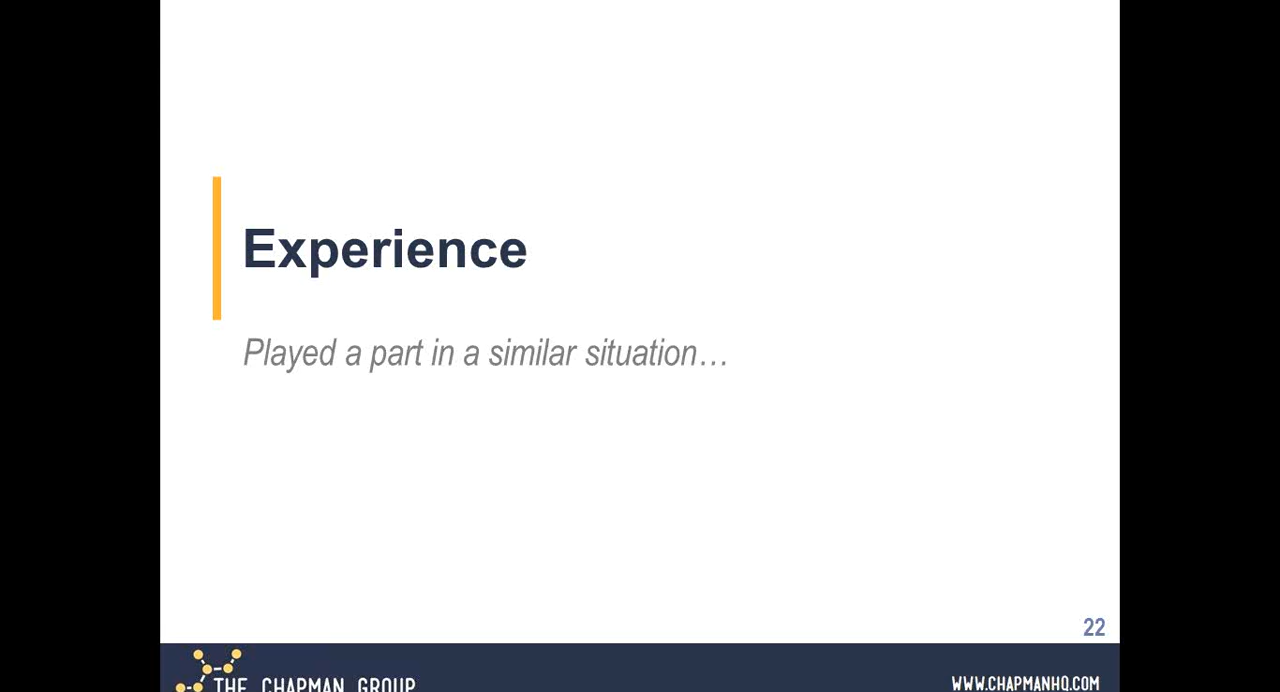 Experience
Played a part in a similar situation…
22
THE CHAPMAN GROUP
WWW.CHAPMANHQ.COM